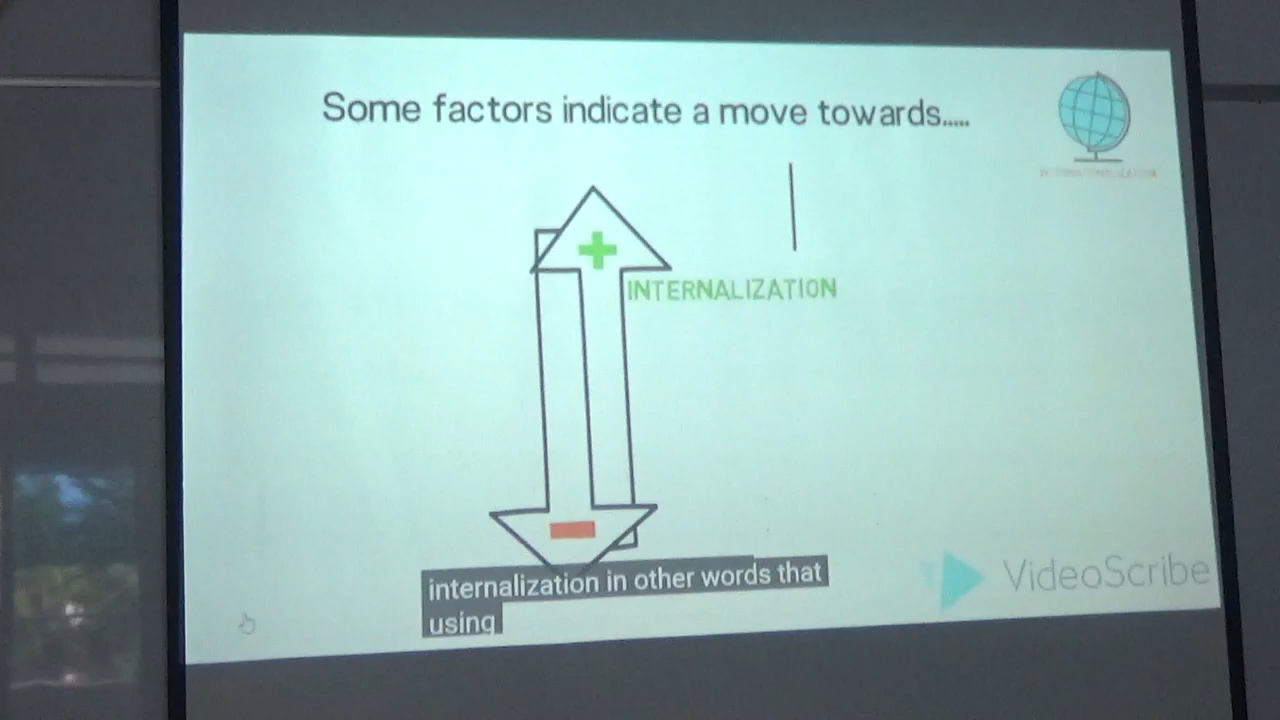 Some factors indicate a move towards.....
INTERNALIZATION
internalization in other words that
using
VideoScribe